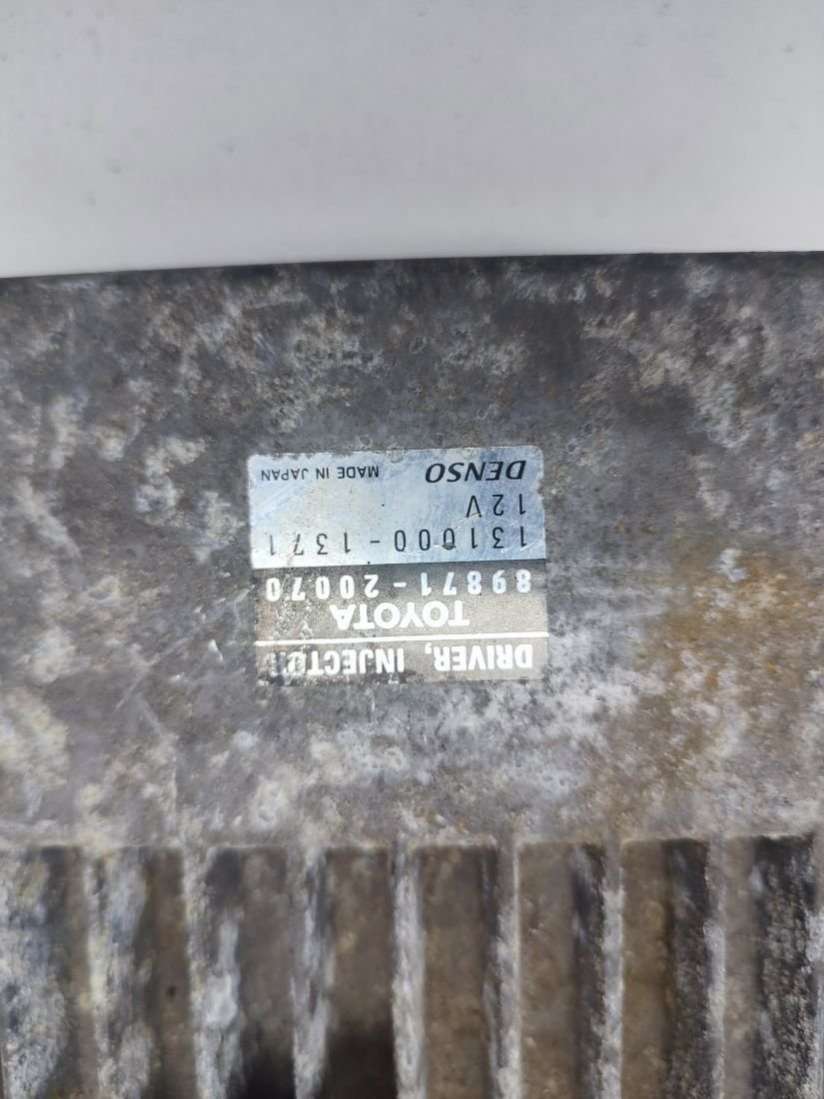 DRIVER, INJECTOR
TOYOTA
89871-20070
131000-1371
12V
DENSO MADE IN JAPAN